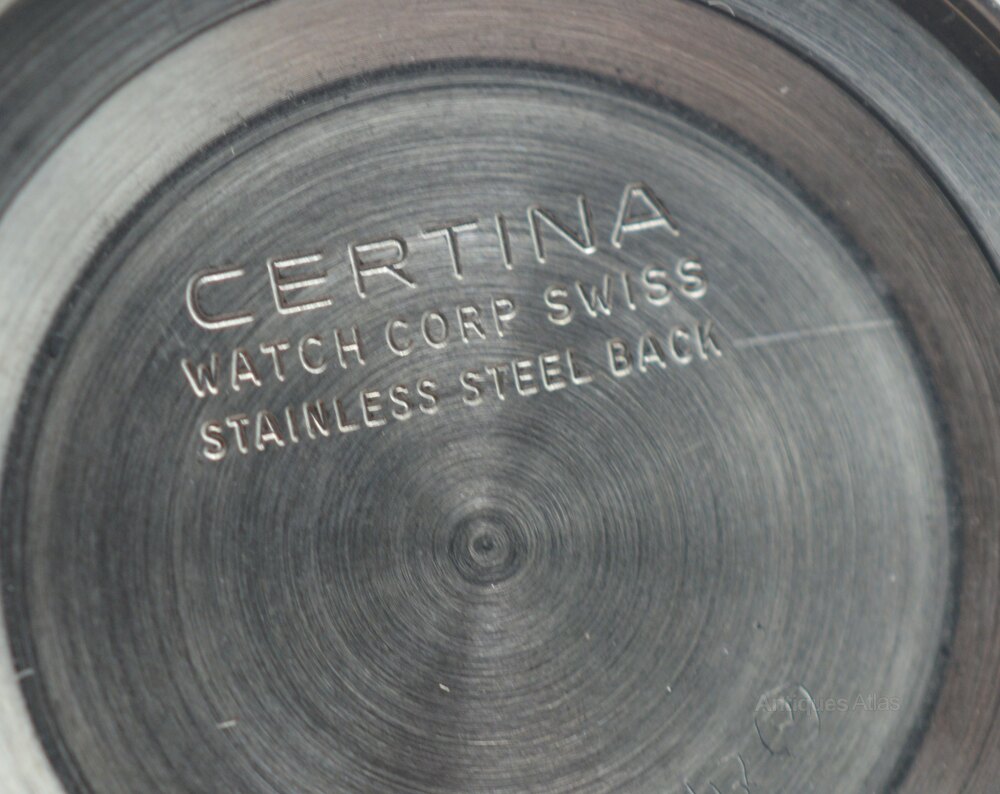 CERTINA
WATCH CORP SWISS
STAINLESS STEEL BACK
Antiques Atlas